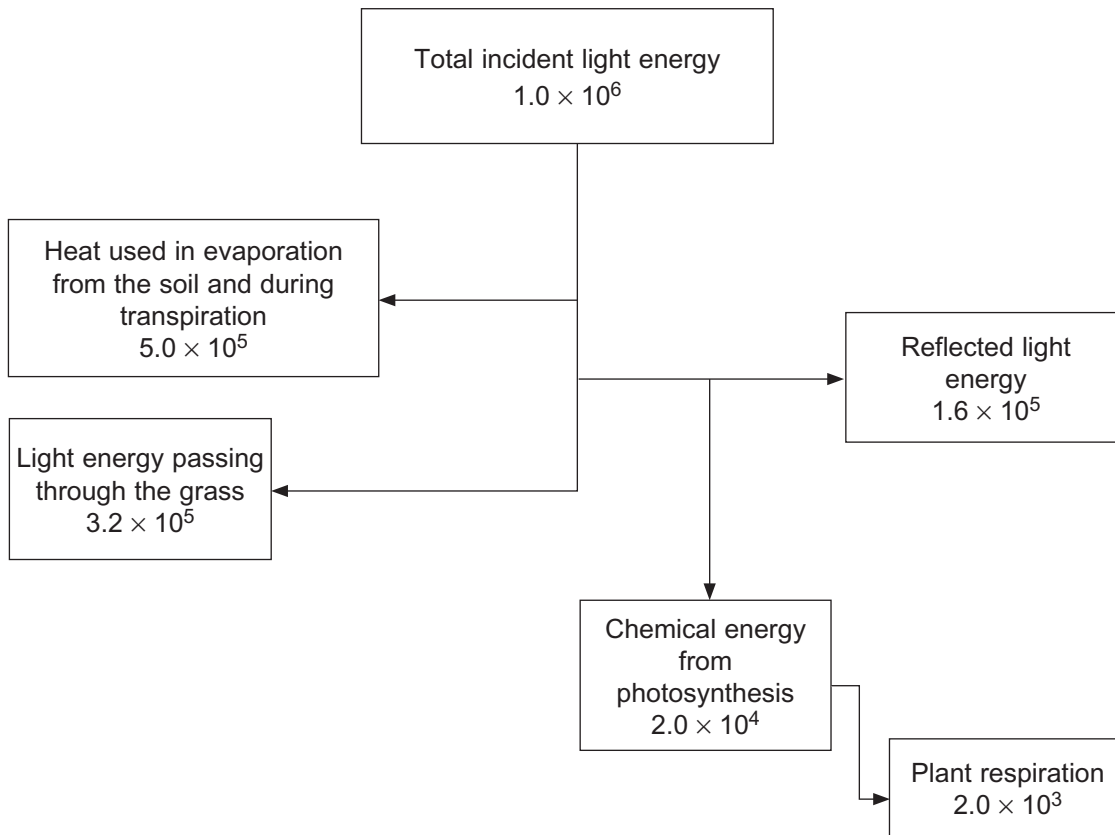 Total incident light energy
1.0 × 10⁶
Heat used in evaporation
from the soil and during
transpiration
5.0 × 10⁵
Reflected light
energy
1.6 × 10⁵
Light energy passing
through the grass
3.2 × 10⁵
Chemical energy
from
photosynthesis
2.0 × 10⁴
Plant respiration
2.0 × 10³